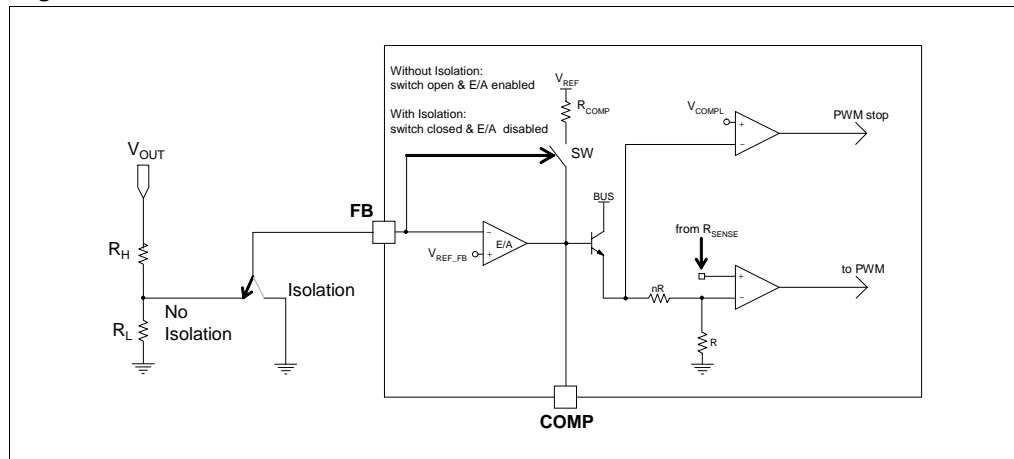 Without Isolation:
switch open & E/A enabled
With Isolation:
switch closed & E/A disabled
VREF
RCOMP
SW
VCOMPL
+
−
PWM stop
VOUT
FB
BUS
from RSENSE
−
E/A
+
VREF_FB
RH
Isolation
nR
+
−
to PWM
No
Isolation
RL
R
COMP